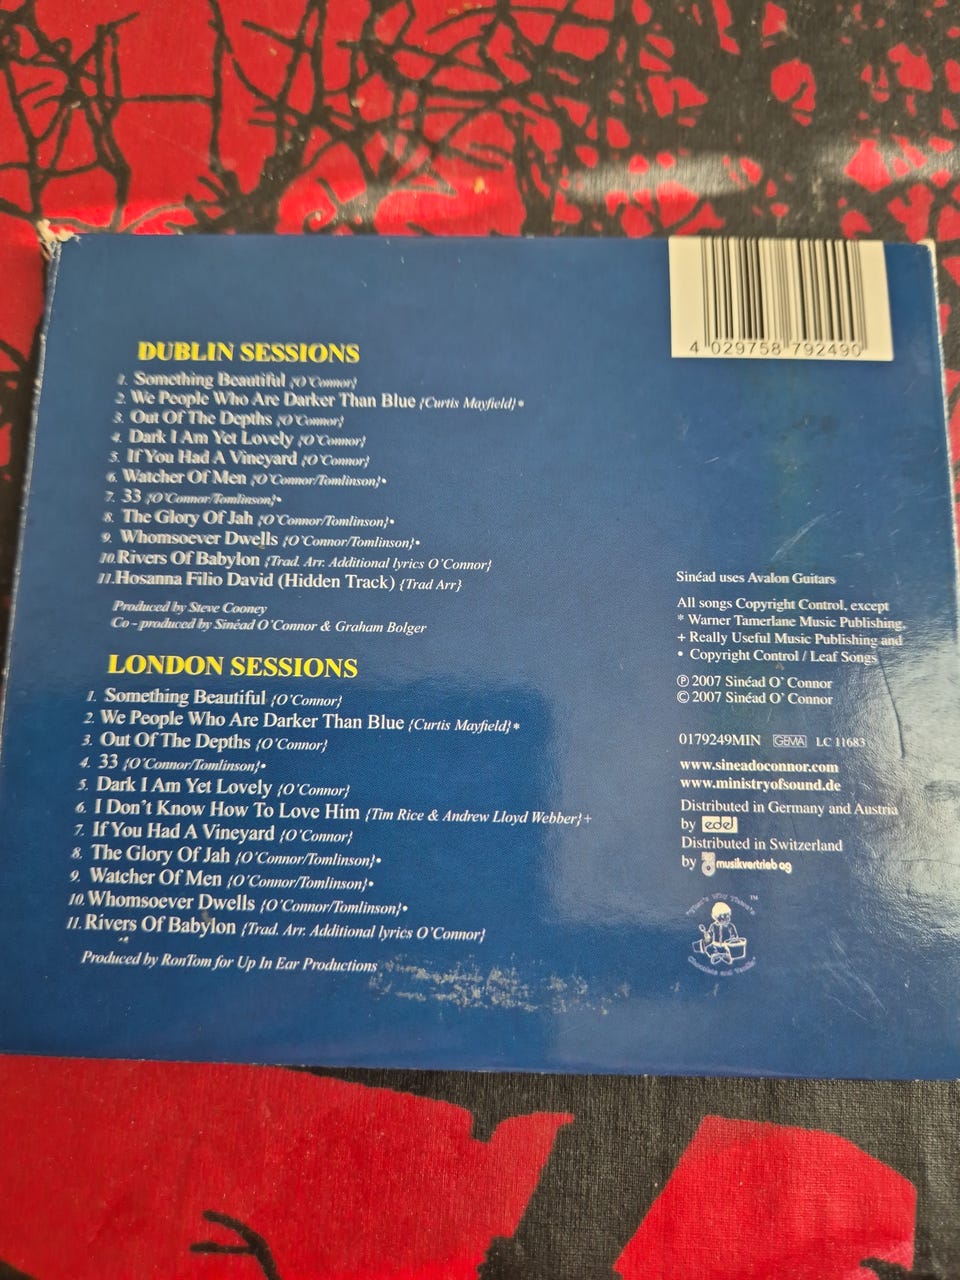 4 029758 792490
DUBLIN SESSIONS
1. Something Beautiful {O'Connor}
2. We People Who Are Darker Than Blue {Curtis Mayfield}*
3. Out Of The Depths {O'Connor}
4. Dark I Am Yet Lovely {O'Connor}
5. If You Had A Vineyard {O'Connor}
6. Watcher Of Men {O'Connor/Tomlinson}•
7. 33 {O'Connor/Tomlinson}•
8. The Glory Of Jah {O'Connor/Tomlinson}•
9. Whomsoever Dwells {O'Connor/Tomlinson}•
10. Rivers Of Babylon {Trad. Arr. Additional lyrics O'Connor}
11. Hosanna Filio David (Hidden Track) {Trad Arr}
Produced by Steve Cooney
Co - produced by Sinéad O'Connor & Graham Bolger
LONDON SESSIONS
1. Something Beautiful {O'Connor}
2. We People Who Are Darker Than Blue {Curtis Mayfield}*
3. Out Of The Depths {O'Connor}
4. 33 {O'Connor/Tomlinson}•
5. Dark I Am Yet Lovely {O'Connor}
6. I Don't Know How To Love Him {Tim Rice & Andrew Lloyd Webber}+
7. If You Had A Vineyard {O'Connor}
8. The Glory Of Jah {O'Connor/Tomlinson}•
9. Watcher Of Men {O'Connor/Tomlinson}•
10. Whomsoever Dwells {O'Connor/Tomlinson}•
11. Rivers Of Babylon {Trad. Arr. Additional lyrics O'Connor}
Produced by RonTom for Up In Ear Productions
Sinéad uses Avalon Guitars
All songs Copyright Control, except
* Warner Tamerlane Music Publishing,
+ Really Useful Music Publishing and
• Copyright Control / Leaf Songs
℗ 2007 Sinéad O' Connor
© 2007 Sinéad O' Connor
0179249MIN GEMA LC 11683
www.sineadoconnor.com
www.ministryofsound.de
Distributed in Germany and Austria
by edel
Distributed in Switzerland
by musikvertrieb ag
"That's Why There's
Chocolate and Vanilla" ™